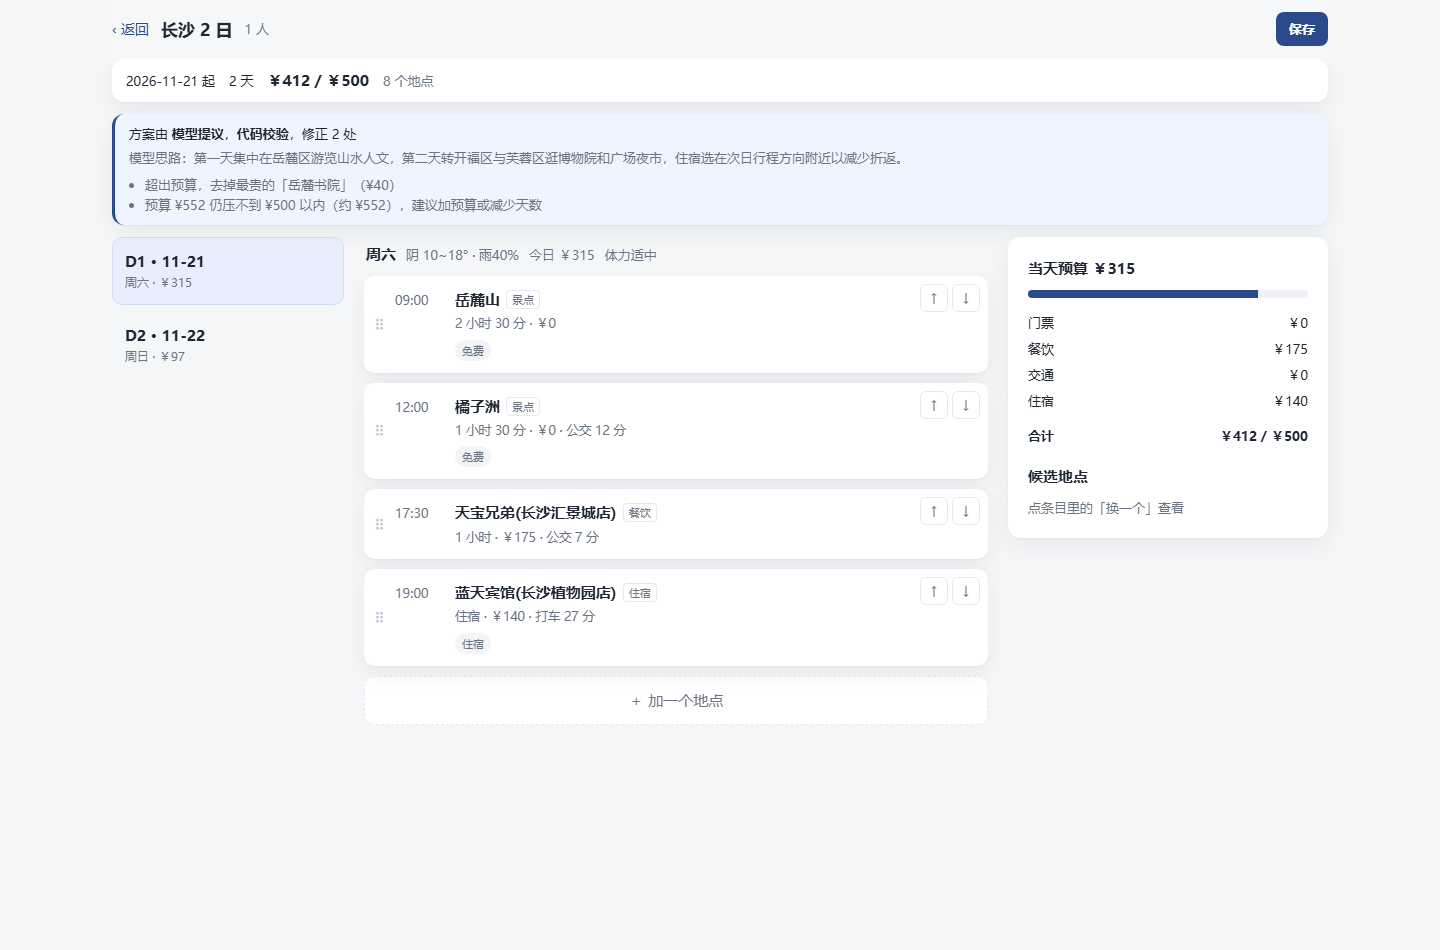 ‹ 返回 长沙 2 日 1 人 保存
2026-11-21 起 2 天 ¥412 / ¥500 8 个地点
方案由 模型提议，代码校验，修正 2 处
模型思路：第一天集中在岳麓区游览山水人文，第二天转开福区与芙蓉区逛博物院和广场夜市，住宿选在次日行程方向附近以减少折返。
• 超出预算，去掉最贵的「岳麓书院」（¥40）
• 预算 ¥552 仍压不到 ¥500 以内（约 ¥552），建议加预算或减少天数
D1 · 11-21
周六 · ¥315
D2 · 11-22
周日 · ¥97
周六 阴 10~18° · 雨40% 今日 ¥315 体力适中
09:00 岳麓山 景点 ↑ ↓
2 小时 30 分 · ¥0
免费
12:00 橘子洲 景点 ↑ ↓
1 小时 30 分 · ¥0 · 公交 12 分
免费
17:30 天宝兄弟(长沙汇景城店) 餐饮 ↑ ↓
1 小时 · ¥175 · 公交 7 分
19:00 蓝天宾馆(长沙植物园店) 住宿 ↑ ↓
住宿 · ¥140 · 打车 27 分
住宿
+ 加一个地点
当天预算 ¥315
门票 ¥0
餐饮 ¥175
交通 ¥0
住宿 ¥140
合计 ¥412 / ¥500
候选地点
点条目里的「换一个」查看